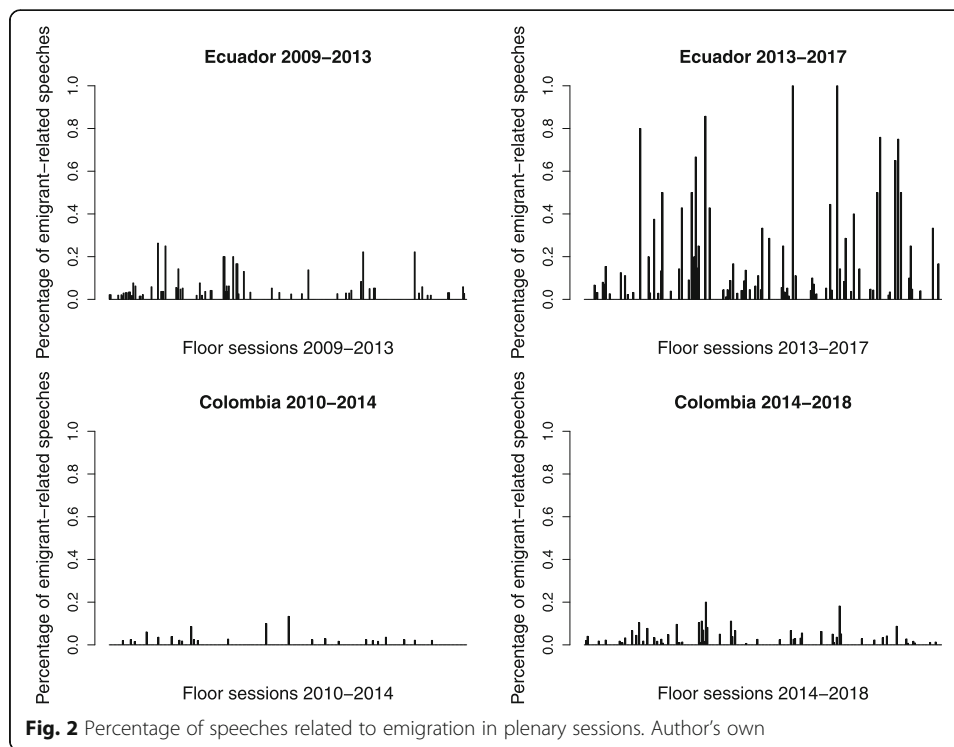 Ecuador 2009–2013
Percentage of emigrant–related speeches
1.0
0.8
0.6
0.4
0.2
0.0
Floor sessions 2009–2013
Ecuador 2013–2017
Percentage of emigrant–related speeches
1.0
0.8
0.6
0.4
0.2
0.0
Floor sessions 2013–2017
Colombia 2010–2014
Percentage of emigrant–related speeches
1.0
0.8
0.6
0.4
0.2
0.0
Floor sessions 2010–2014
Colombia 2014–2018
Percentage of emigrant–related speeches
1.0
0.8
0.6
0.4
0.2
0.0
Floor sessions 2014–2018
Fig. 2 Percentage of speeches related to emigration in plenary sessions. Author's own